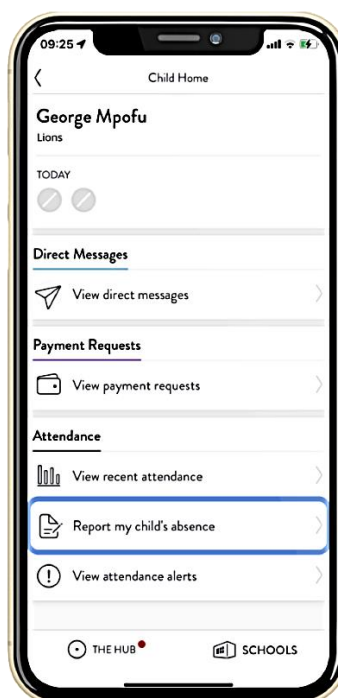 09:25
Child Home
George Mpofu
Lions
TODAY
Direct Messages
View direct messages
Payment Requests
View payment requests
Attendance
View recent attendance
Report my child's absence
View attendance alerts
THE HUB
SCHOOLS